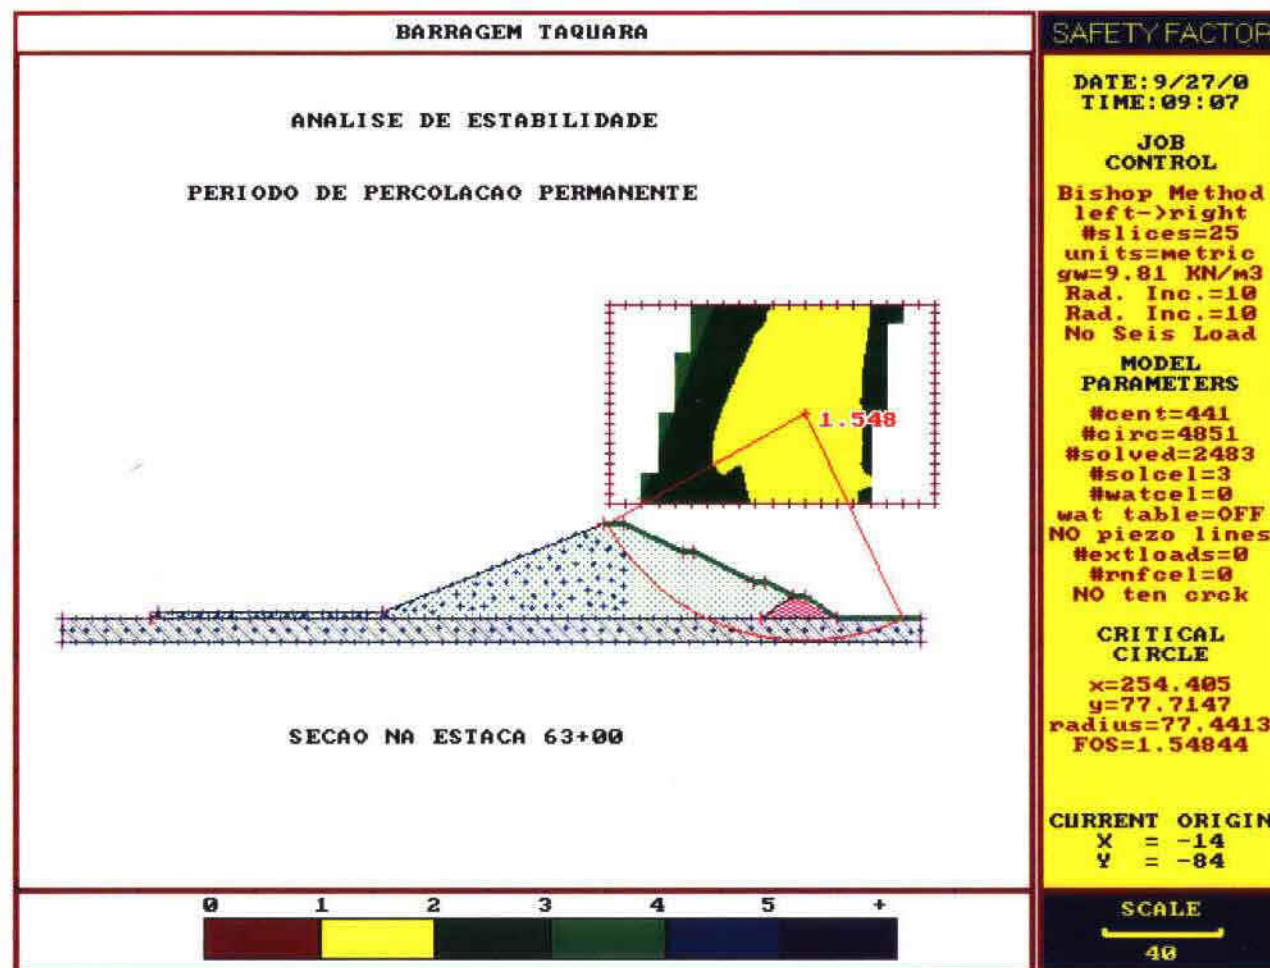 BARRAGEM TAQUARA
ANALISE DE ESTABILIDADE
PERIODO DE PERCOLACAO PERMANENTE
1.548
SECAO NA ESTACA 63+00
0 1 2 3 4 5 +
SAFETY FACTOR
DATE:9/27/0
TIME:09:07
JOB
CONTROL
Bishop Method
left->right
#slices=25
units=metric
gw=9.81 KN/m3
Rad. Inc.=10
Rad. Inc.=10
No Seis Load
MODEL
PARAMETERS
#cent=441
#circ=4851
#solved=2483
#solcel=3
#watcel=0
wat table=OFF
NO piezo lines
#extloads=0
#rnfcel=0
NO ten crck
CRITICAL
CIRCLE
x=254.405
y=77.7147
radius=77.4413
FOS=1.54844
CURRENT ORIGIN
X = -14
Y = -84
SCALE
40